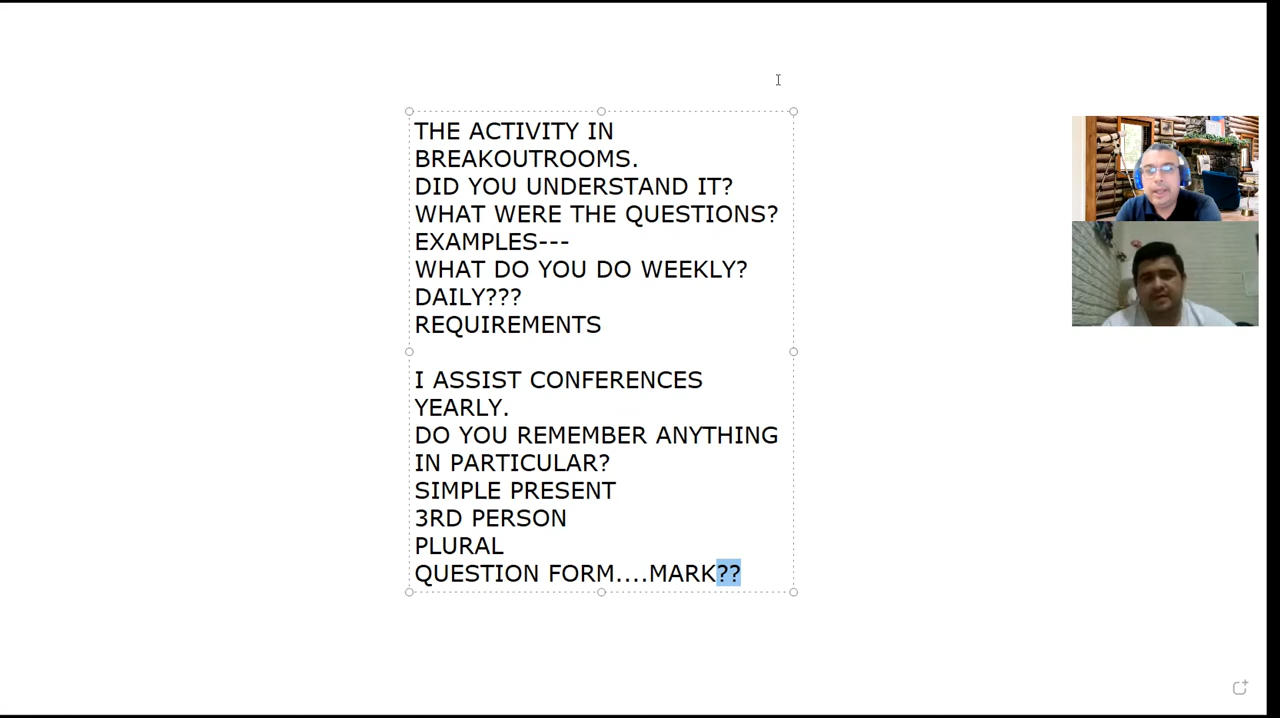 THE ACTIVITY IN
BREAKOUTROOMS.
DID YOU UNDERSTAND IT?
WHAT WERE THE QUESTIONS?
EXAMPLES---
WHAT DO YOU DO WEEKLY?
DAILY???
REQUIREMENTS
I ASSIST CONFERENCES
YEARLY.
DO YOU REMEMBER ANYTHING
IN PARTICULAR?
SIMPLE PRESENT
3RD PERSON
PLURAL
QUESTION FORM....MARK??